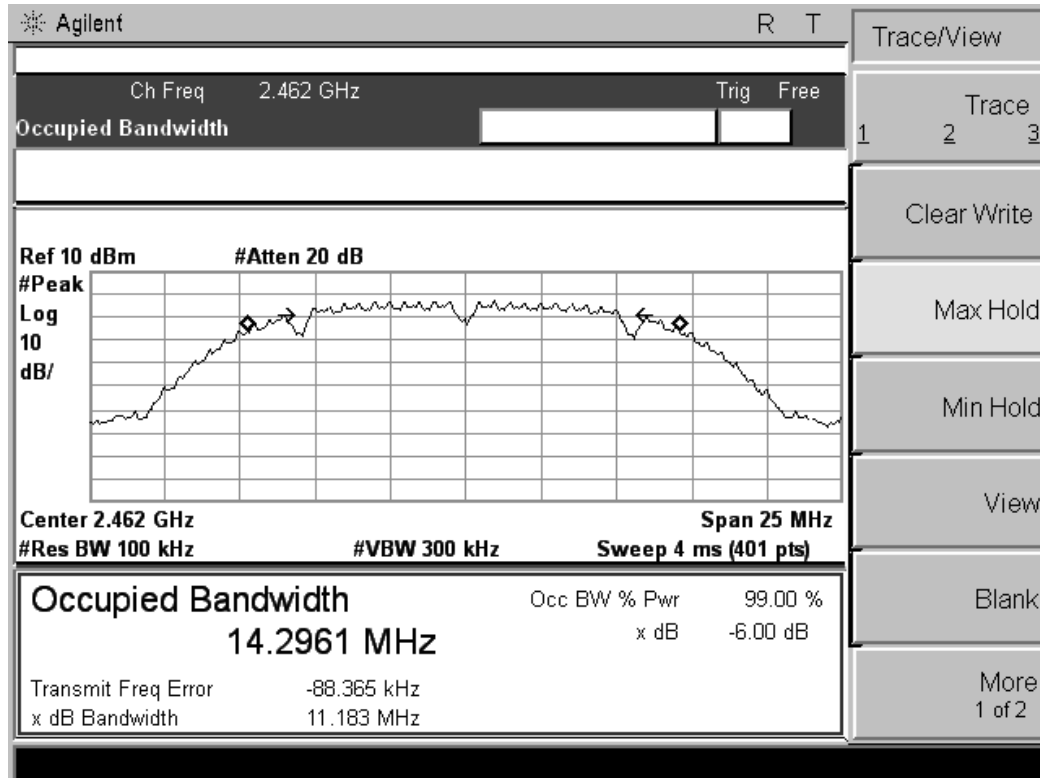 Agilent R T
Ch Freq 2.462 GHz Trig Free
Occupied Bandwidth
Ref 10 dBm #Atten 20 dB
#Peak
Log
10
dB/
Center 2.462 GHz Span 25 MHz
#Res BW 100 kHz #VBW 300 kHz Sweep 4 ms (401 pts)
Occupied Bandwidth
14.2961 MHz
Occ BW % Pwr 99.00 %
x dB -6.00 dB
Transmit Freq Error -88.365 kHz
x dB Bandwidth 11.183 MHz
Trace/View
Trace
1 2 3
Clear Write
Max Hold
Min Hold
View
Blank
More
1 of 2